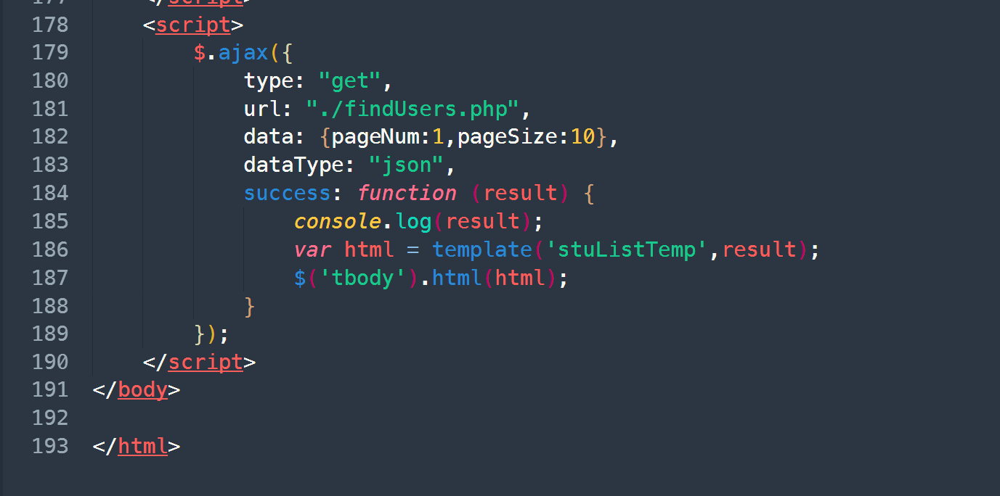 177 </script>
178 <script>
179 $.ajax({
180 type: "get",
181 url: "./findUsers.php",
182 data: {pageNum:1,pageSize:10},
183 dataType: "json",
184 success: function (result) {
185 console.log(result);
186 var html = template('stuListTemp',result);
187 $('tbody').html(html);
188 }
189 });
190 </script>
191 </body>
192
193 </html>